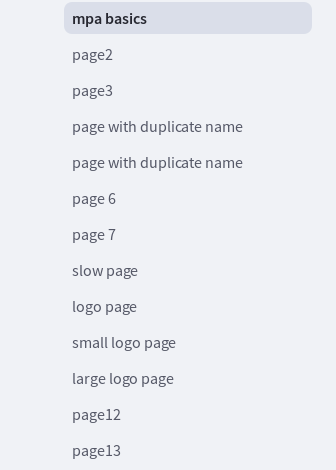 mpa basics
page2
page3
page with duplicate name
page with duplicate name
page 6
page 7
slow page
logo page
small logo page
large logo page
page12
page13